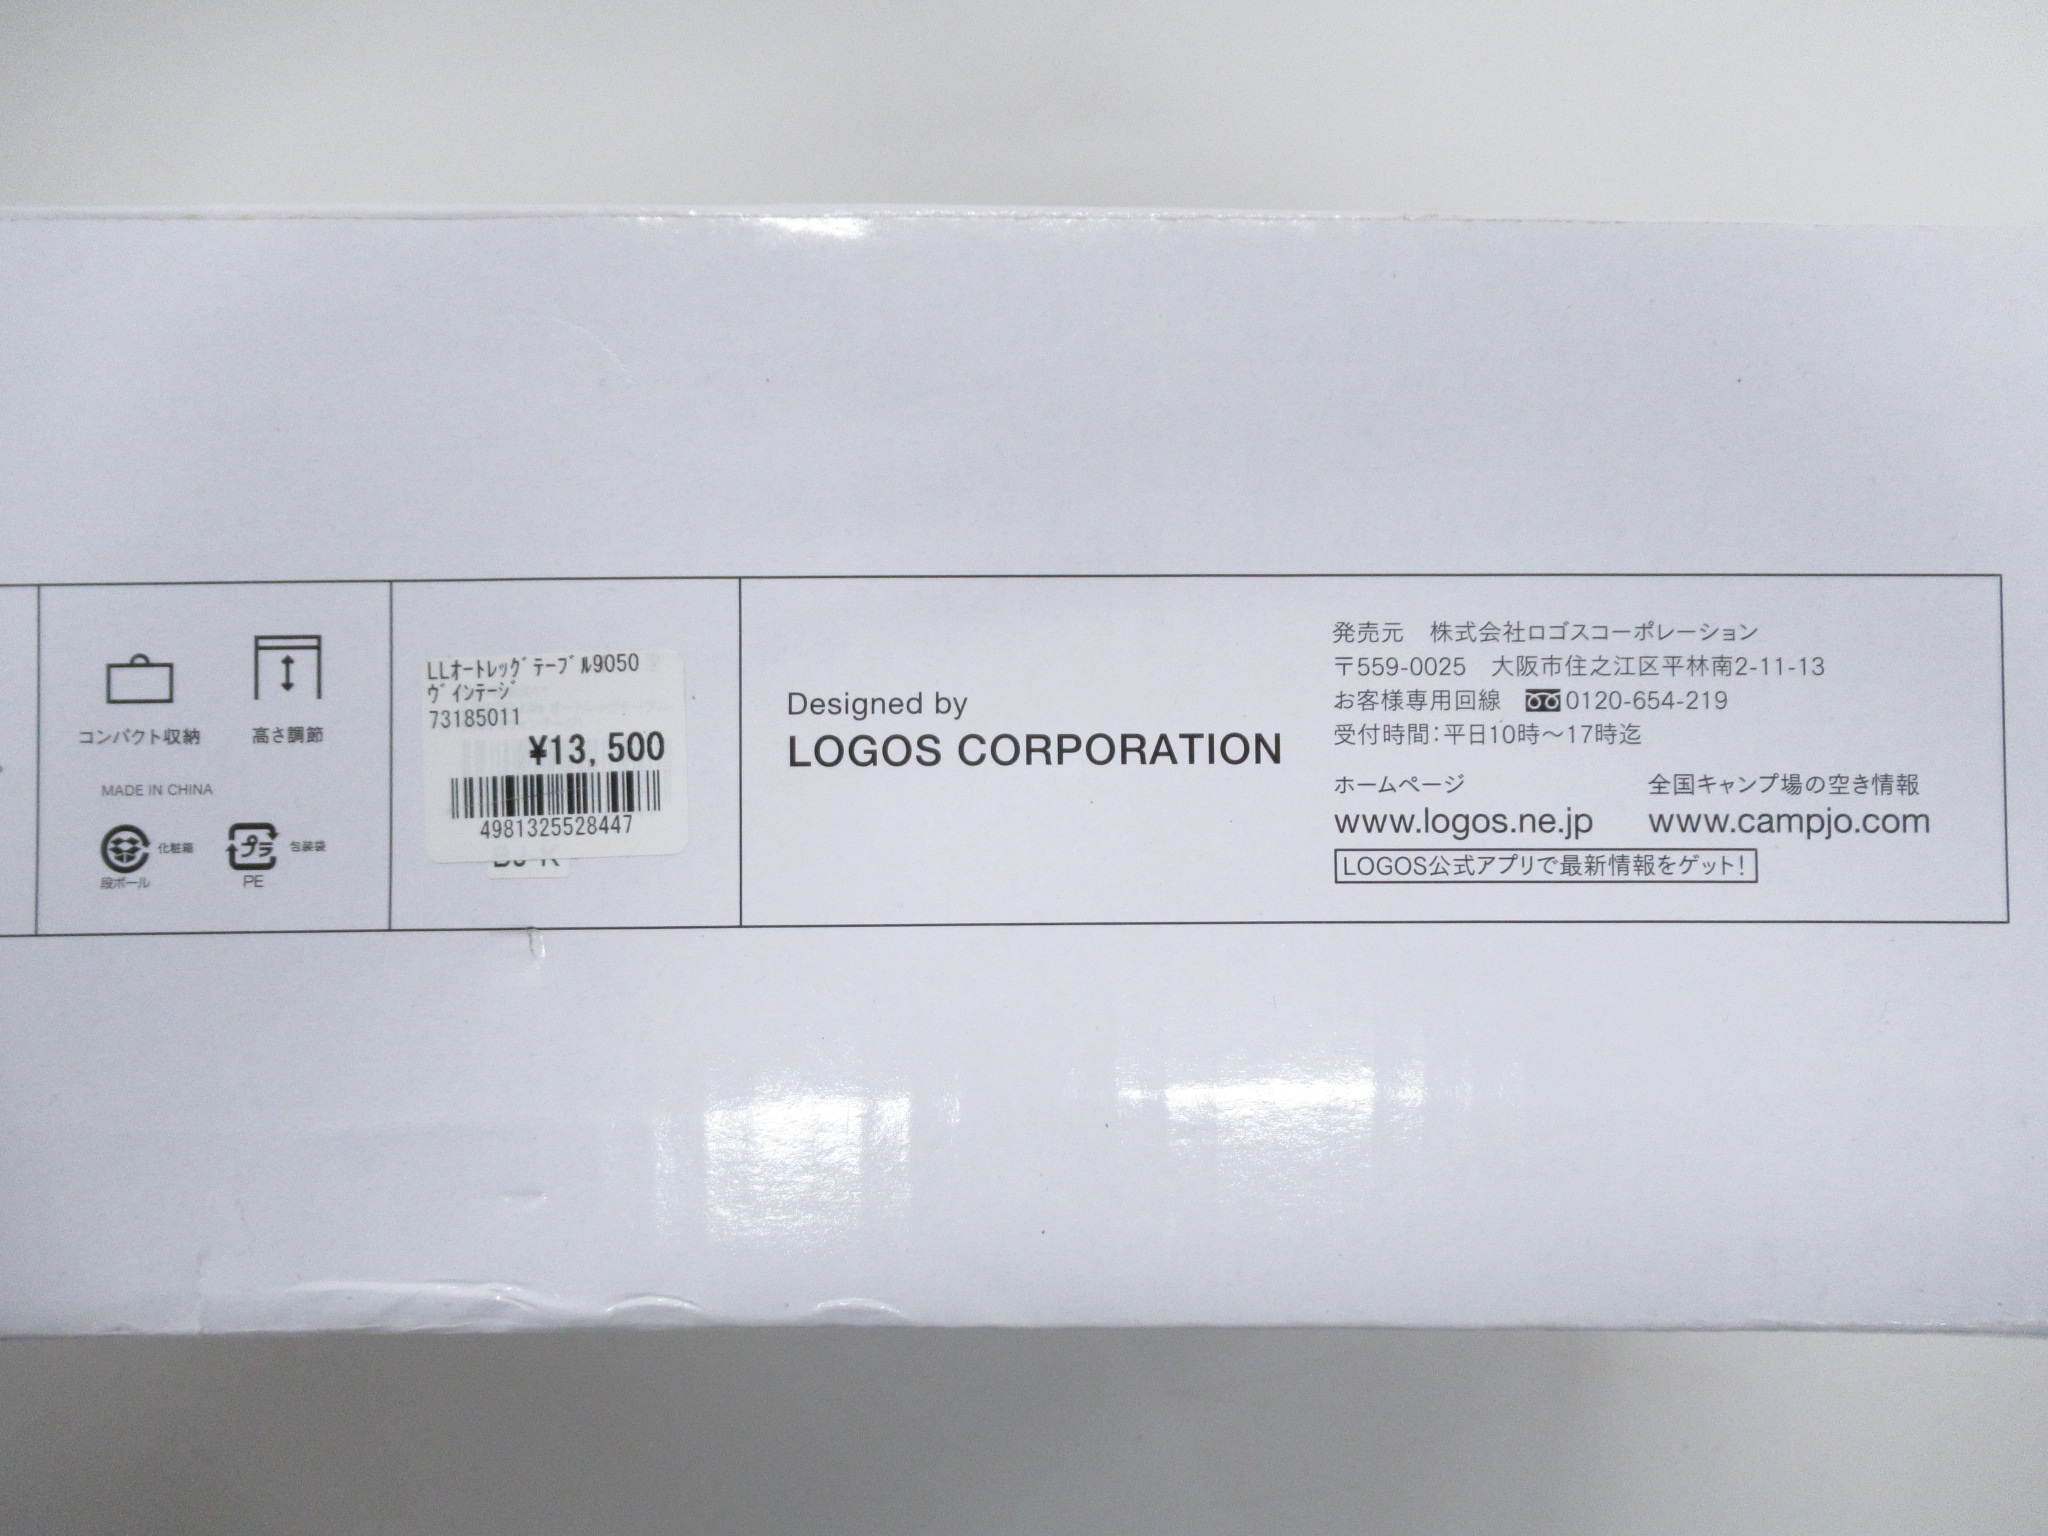 コンパクト収納
高さ調節
MADE IN CHINA
化粧箱
段ボール
プラ
包装袋
PE
LLオートレッグテーブル9050
ヴィンテージ
73185011
¥13,500
4981325528447
Designed by
LOGOS CORPORATION
発売元　株式会社ロゴスコーポレーション
〒559-0025　大阪市住之江区平林南2-11-13
お客様専用回線　0120-654-219
受付時間：平日10時〜17時迄
ホームページ
www.logos.ne.jp
全国キャンプ場の空き情報
www.campjo.com
LOGOS公式アプリで最新情報をゲット！